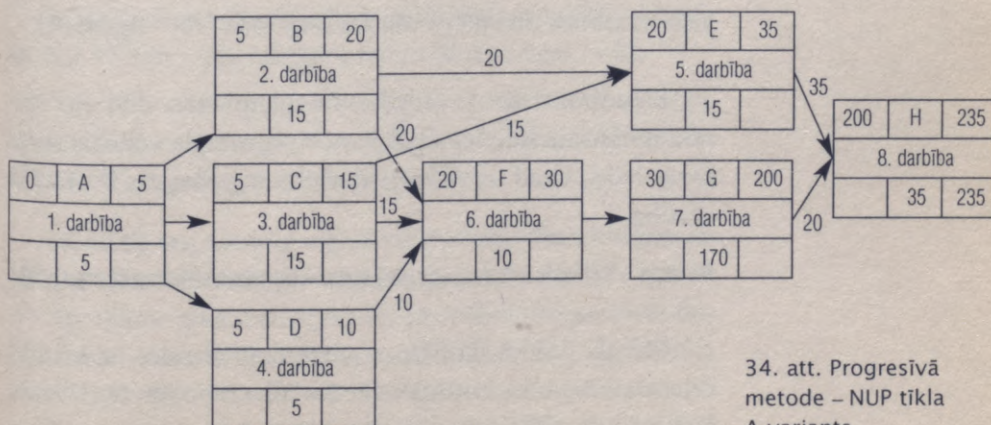 5 B 20
2. darbība
15
20 E 35
5. darbība
15
20
35
20
15
200 H 235
8. darbība
35 235
0 A 5
1. darbība
5
5 C 15
3. darbība
15
15
20 F 30
6. darbība
10
30 G 200
7. darbība
170
20
10
5 D 10
4. darbība
5
34. att. Progresīvā
metode – NUP tīkla